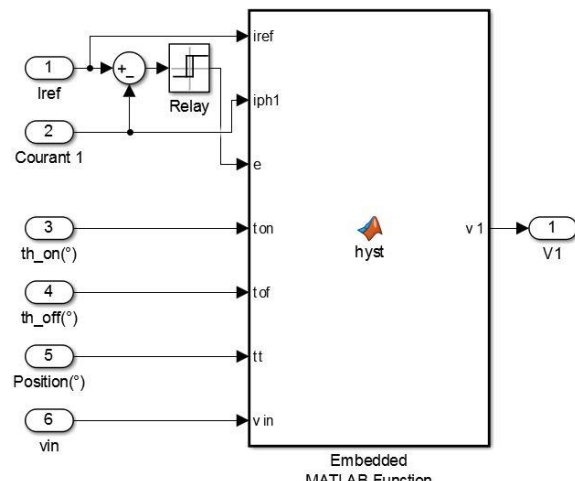 1
Iref
2
Courant 1
3
th_on(°)
4
th_off(°)
5
Position(°)
6
vin
+
−
Relay
iref
iph1
e
ton
tof
tt
vin
hyst
v1
1
V1
Embedded
MATLAB Function